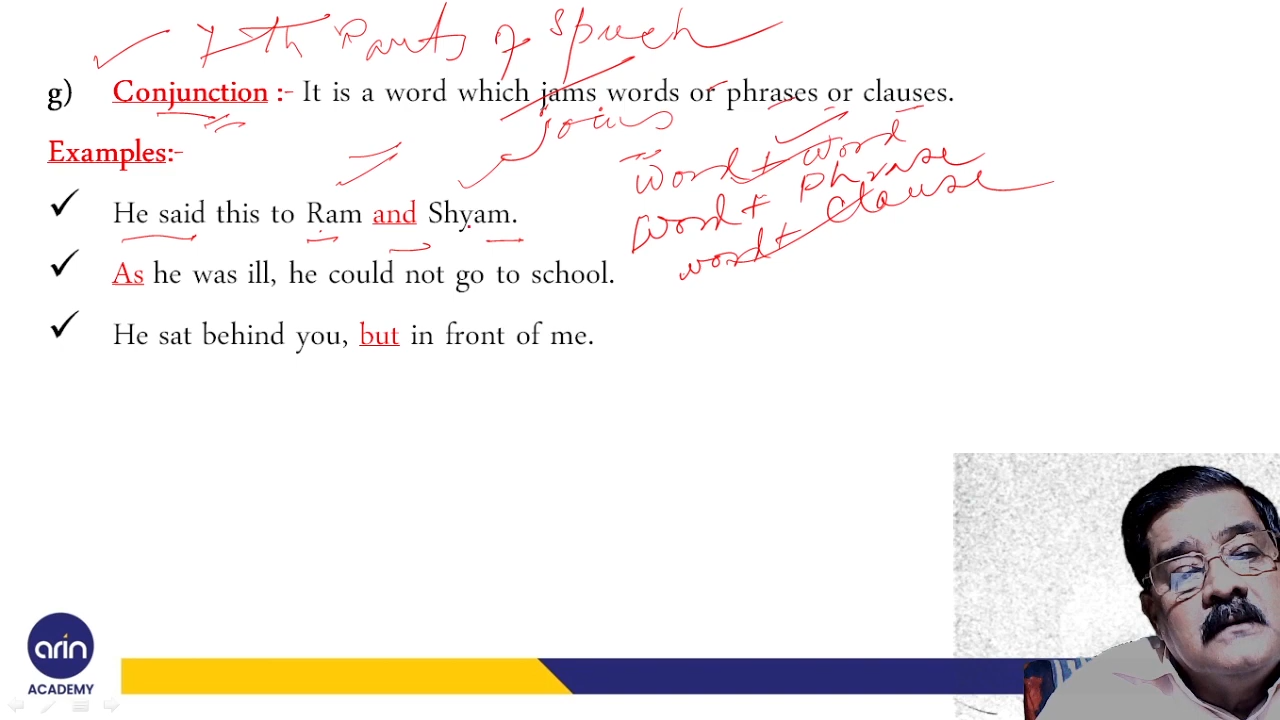 7th Parts of Speech
g) Conjunction :- It is a word which jams words or phrases or clauses.
joins
Examples:-
word + word
word + Phrase
word + Clause
✓ He said this to Ram and Shyam.
✓ As he was ill, he could not go to school.
✓ He sat behind you, but in front of me.
arin
ACADEMY